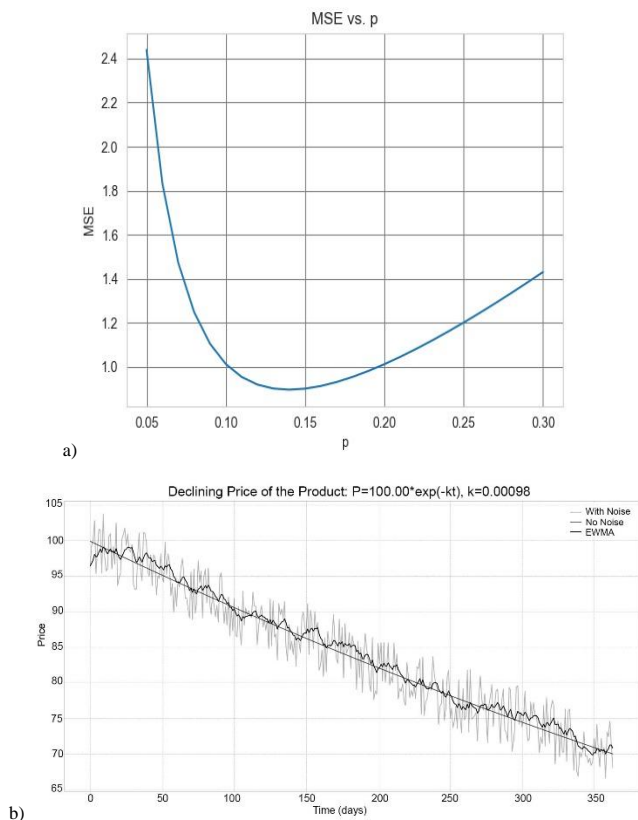 MSE vs. p
2.4
2.2
2.0
1.8
1.6
1.4
1.2
1.0
MSE
0.05 0.10 0.15 0.20 0.25 0.30
p
a)
Declining Price of the Product: P=100.00*exp(-kt), k=0.00098
With Noise
No Noise
EWMA
105
100
95
90
85
80
75
70
65
Price
0 50 100 150 200 250 300 350
Time (days)
b)